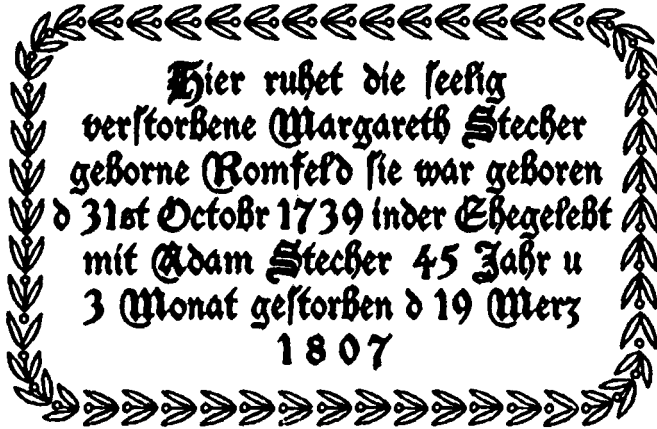 Hier ruhet die seelig
verstorbene Margareth Stecher
geborne Romfeld sie war geboren
d 31st Octobr 1739 inder Ehegelebt
mit Adam Stecher 45 Jahr u
3 Monat gestorben d 19 Merz
1807